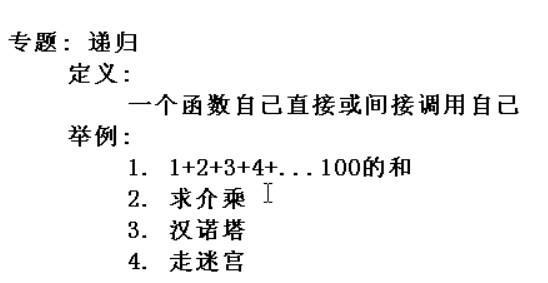 专题: 递归
定义:
一个函数自己直接或间接调用自己
举例:
1. 1+2+3+4+...100的和
2. 求介乘
3. 汉诺塔
4. 走迷宫